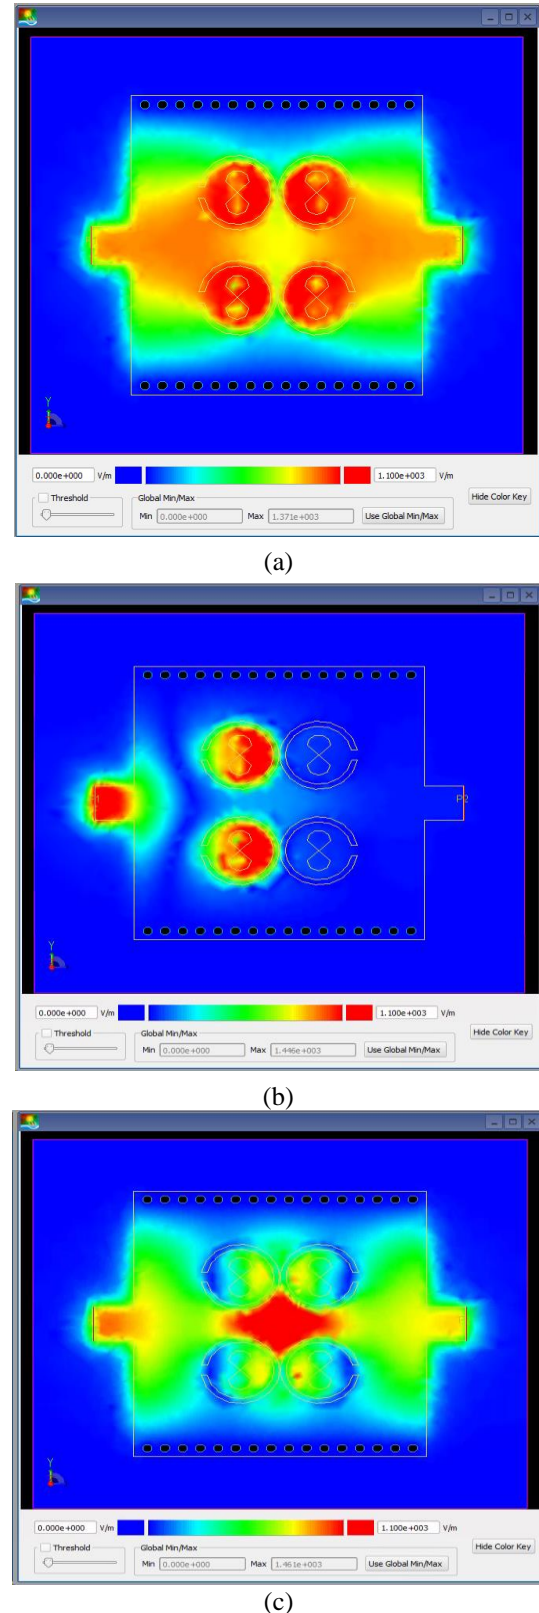 Y
0.000e+000 V/m 1.100e+003 V/m
Threshold Global Min/Max Hide Color Key
Min 0.000e+000 Max 1.371e+003 Use Global Min/Max
(a)
P2
Y
0.000e+000 V/m 1.100e+003 V/m
Threshold Global Min/Max Hide Color Key
Min 0.000e+000 Max 1.446e+003 Use Global Min/Max
(b)
Y
0.000e+000 V/m 1.100e+003 V/m
Threshold Global Min/Max Hide Color Key
Min 0.000e+000 Max 1.461e+003 Use Global Min/Max
(c)